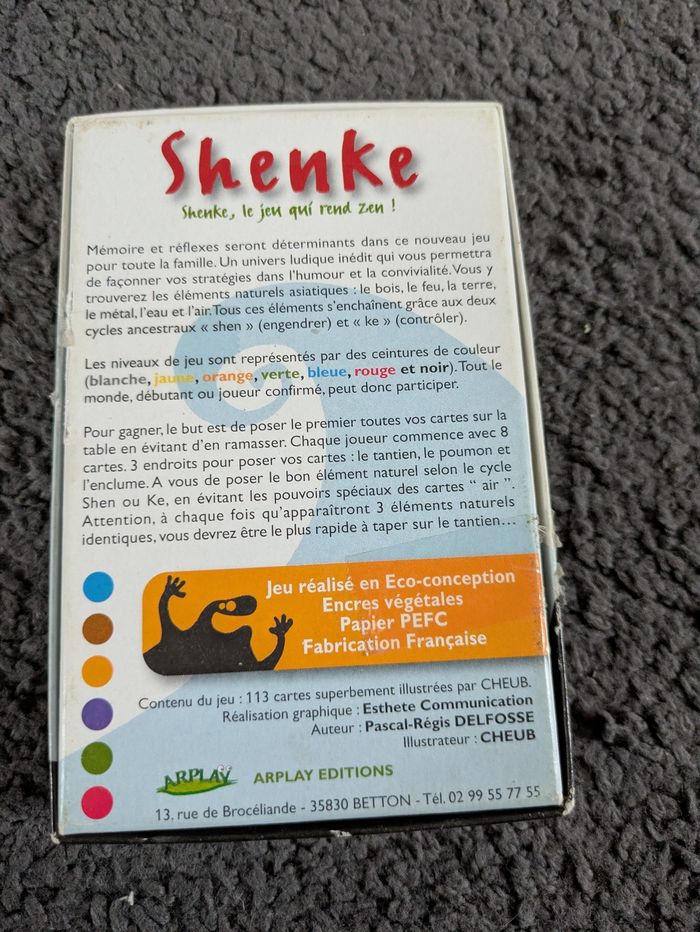 Shenke
Shenke, le jeu qui rend zen !
Mémoire et réflexes seront déterminants dans ce nouveau jeu
pour toute la famille. Un univers ludique inédit qui vous permettra
de façonner vos stratégies dans l'humour et la convivialité. Vous y
trouverez les éléments naturels asiatiques : le bois, le feu, la terre,
le métal, l'eau et l'air. Tous ces éléments s'enchaînent grâce aux deux
cycles ancestraux « shen » (engendrer) et « ke » (contrôler).
Les niveaux de jeu sont représentés par des ceintures de couleur
(blanche, jaune, orange, verte, bleue, rouge et noir). Tout le
monde, débutant ou joueur confirmé, peut donc participer.
Pour gagner, le but est de poser le premier toutes vos cartes sur la
table en évitant d'en ramasser. Chaque joueur commence avec 8
cartes. 3 endroits pour poser vos cartes : le tantien, le poumon et
l'enclume. A vous de poser le bon élément naturel selon le cycle
Shen ou Ke, en évitant les pouvoirs spéciaux des cartes “ air ”.
Attention, à chaque fois qu'apparaîtront 3 éléments naturels
identiques, vous devrez être le plus rapide à taper sur le tantien...
Jeu réalisé en Eco-conception
Encres végétales
Papier PEFC
Fabrication Française
Contenu du jeu : 113 cartes superbement illustrées par CHEUB.
Réalisation graphique : Esthete Communication
Auteur : Pascal-Régis DELFOSSE
Illustrateur : CHEUB
ARPLAY ARPLAY EDITIONS
13, rue de Brocéliande - 35830 BETTON - Tél. 02 99 55 77 55